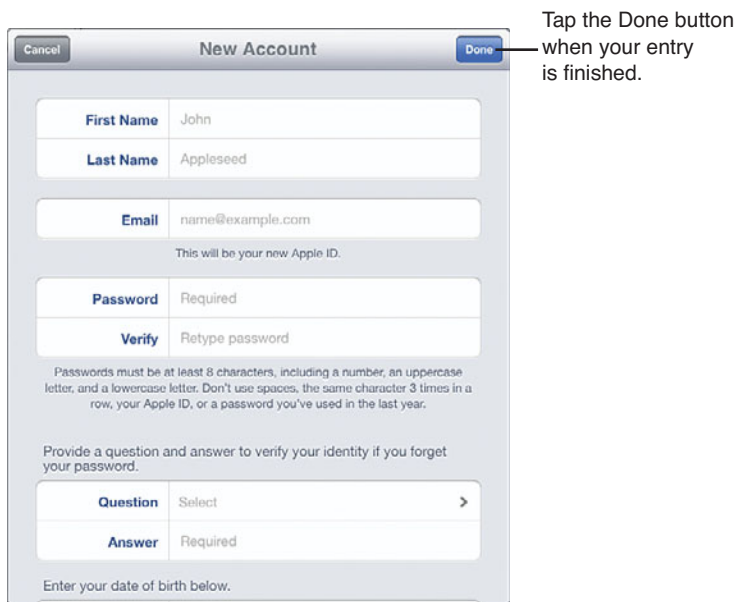 Tap the Done button
when your entry
is finished.
Cancel New Account Done
First Name John
Last Name Appleseed
Email name@example.com
This will be your new Apple ID.
Password Required
Verify Retype password
Passwords must be at least 8 characters, including a number, an uppercase
letter, and a lowercase letter. Don't use spaces, the same character 3 times in a
row, your Apple ID, or a password you've used in the last year.
Provide a question and answer to verify your identity if you forget
your password.
Question Select >
Answer Required
Enter your date of birth below.